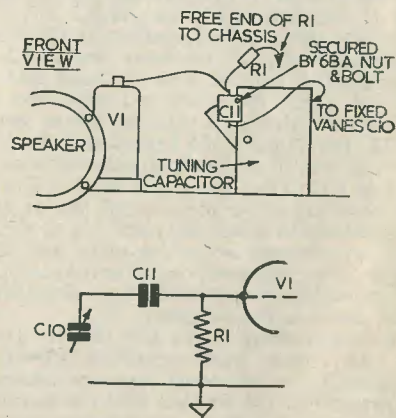 FREE END OF R1
TO CHASSIS
FRONT
VIEW
SECURED
BY 6BA NUT
& BOLT
R1
C11
V1
TO FIXED
VANES C10
SPEAKER
TUNING
CAPACITOR
C11
V1
C10
R1